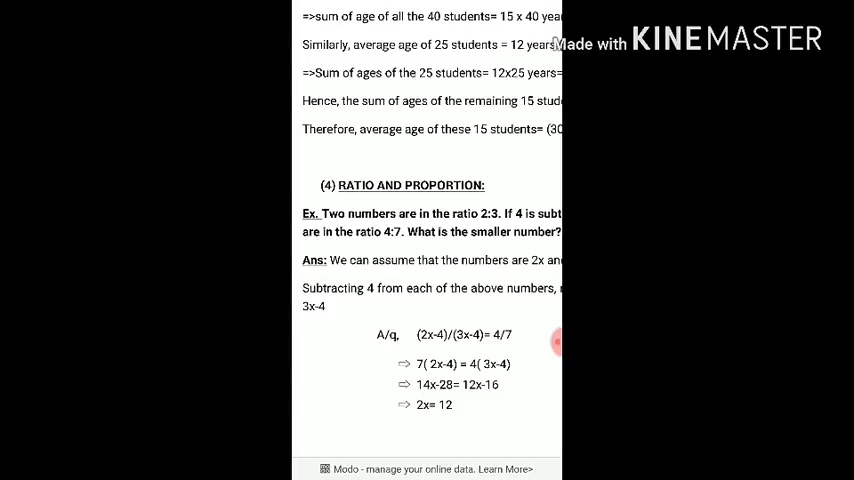 =>sum of age of all the 40 students= 15 x 40
Similarly, average age of 25 students = 12 years
Made with KINEMASTER
=>Sum of ages of the 25 students= 12x25 years=
Hence, the sum of ages of the remaining 15
Therefore, average age of these 15 students= (30
(4) RATIO AND PROPORTION:
Ex. Two numbers are in the ratio 2:3. If 4 is
are in the ratio 4:7. What is the smaller number?
Ans: We can assume that the numbers are 2x
Subtracting 4 from each of the above numbers,
3x-4
A/q, (2x-4)/(3x-4)= 4/7
⇨ 7( 2x-4) = 4( 3x-4)
⇨ 14x-28= 12x-16
⇨ 2x= 12
Modo - manage your online data. Learn More>